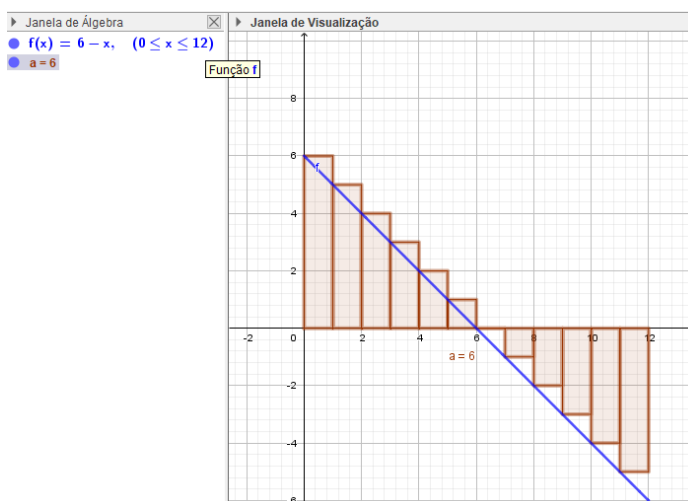 Janela de Álgebra
f(x) = 6 − x, (0 ≤ x ≤ 12)
a = 6
Função f
Janela de Visualização
8
6
f
4
2
-2 0 2 4 6 8 10 12
a = 6
-2
-4
6